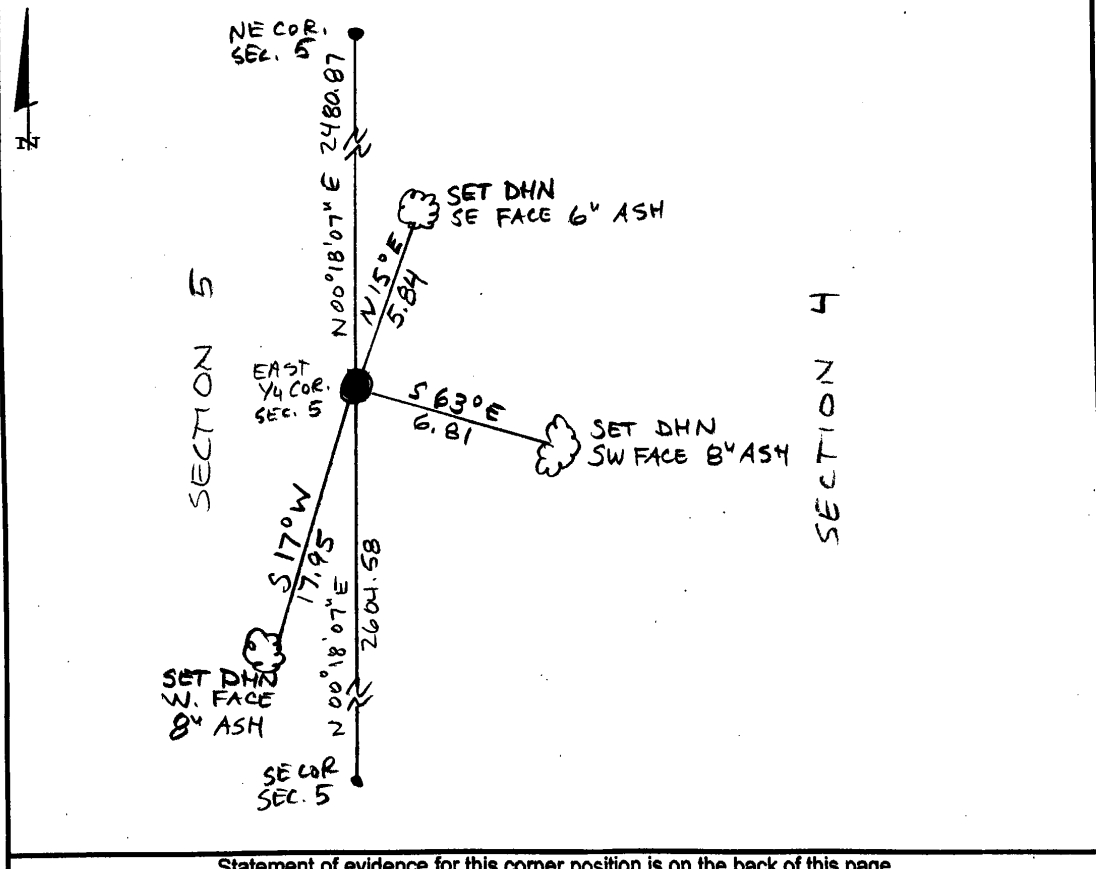 NE COR.
SEC. 5
N
2480.87
N00°18'07"E
SET DHN
SE FACE 6" ASH
N15°E
5.84
SECTION 5
EAST
1/4 COR.
SEC. 5
S 63°E
6.81
SET DHN
SW FACE 8" ASH
SECTION 4
S 17°W
17.95
N 00°18'07"E
2604.58
SET DHN
W. FACE
8" ASH
SE COR
SEC. 5
Statement of evidence for this corner position is on the back of this page